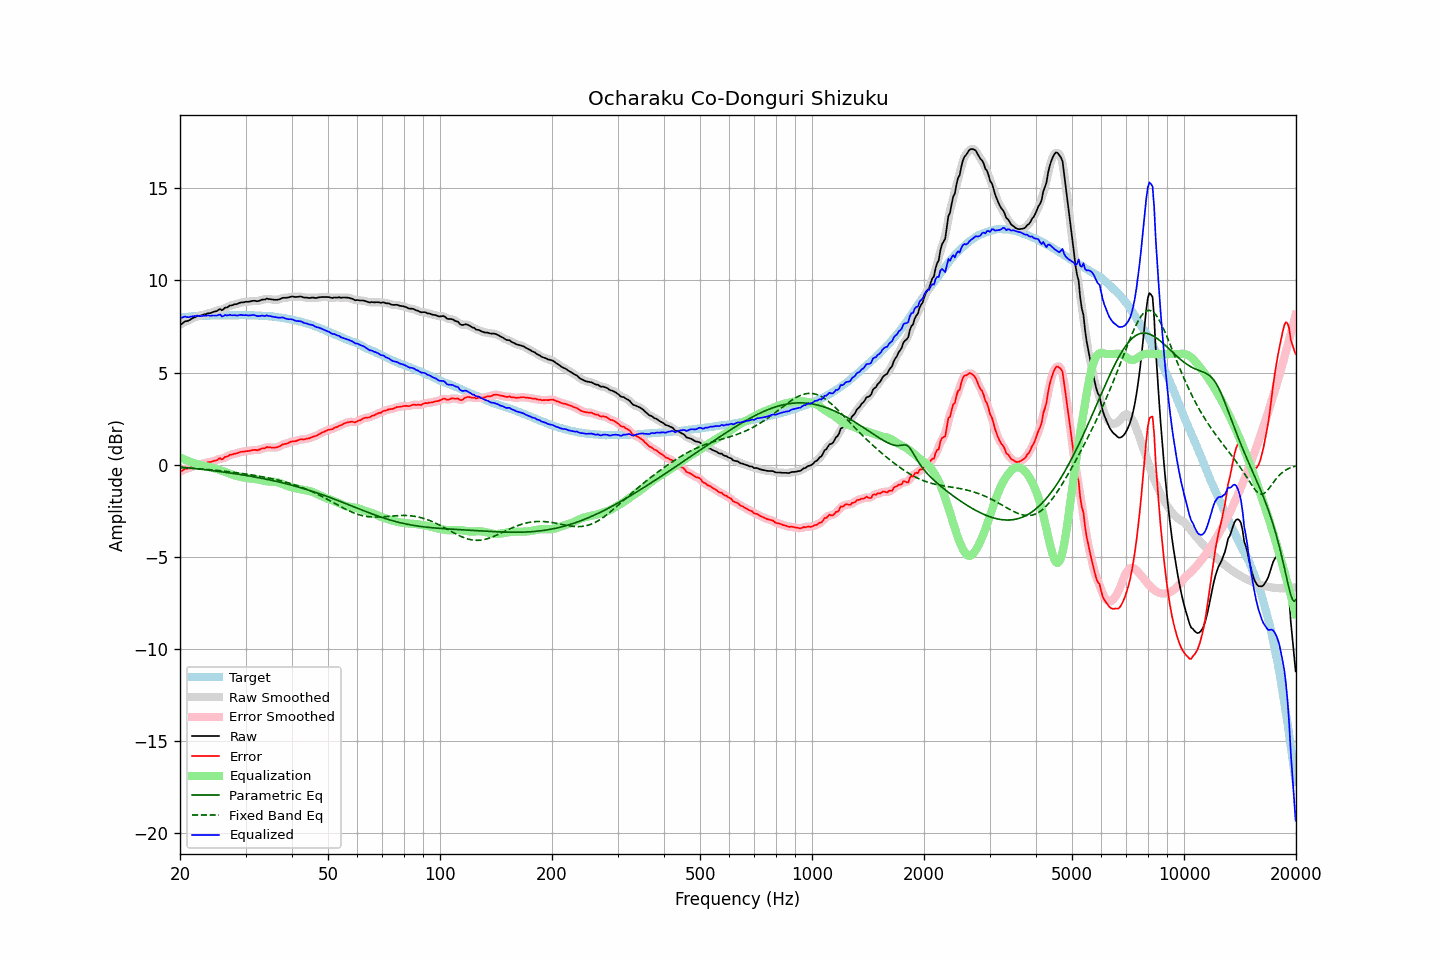 Ocharaku Co-Donguri Shizuku
15
10
5
0
−5
−10
−15
−20
Amplitude (dBr)
Target
Raw Smoothed
Error Smoothed
Raw
Error
Equalization
Parametric Eq
Fixed Band Eq
Equalized
20 50 100 200 500 1000 2000 5000 10000 20000
Frequency (Hz)